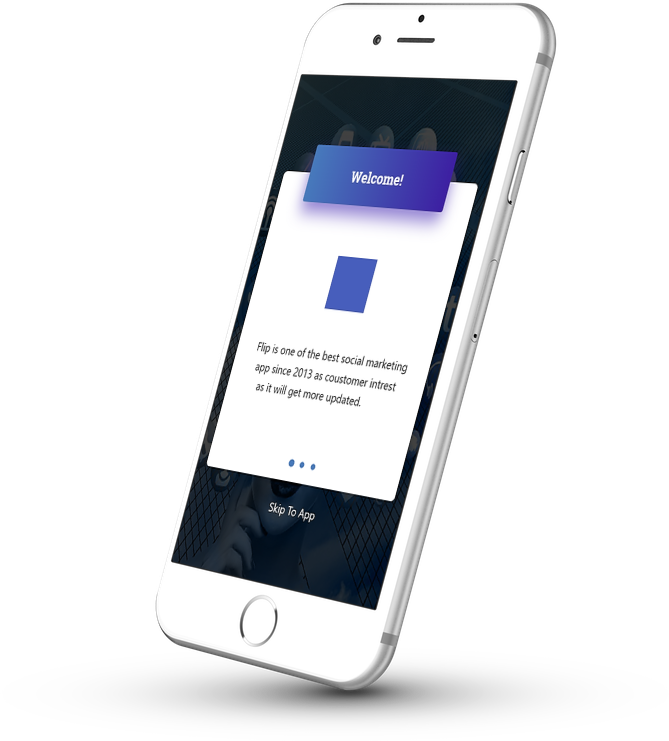 Welcome!
Flip is one of the best social marketing
app since 2013 as coustomer intrest
as it will get more updated.
Skip To App